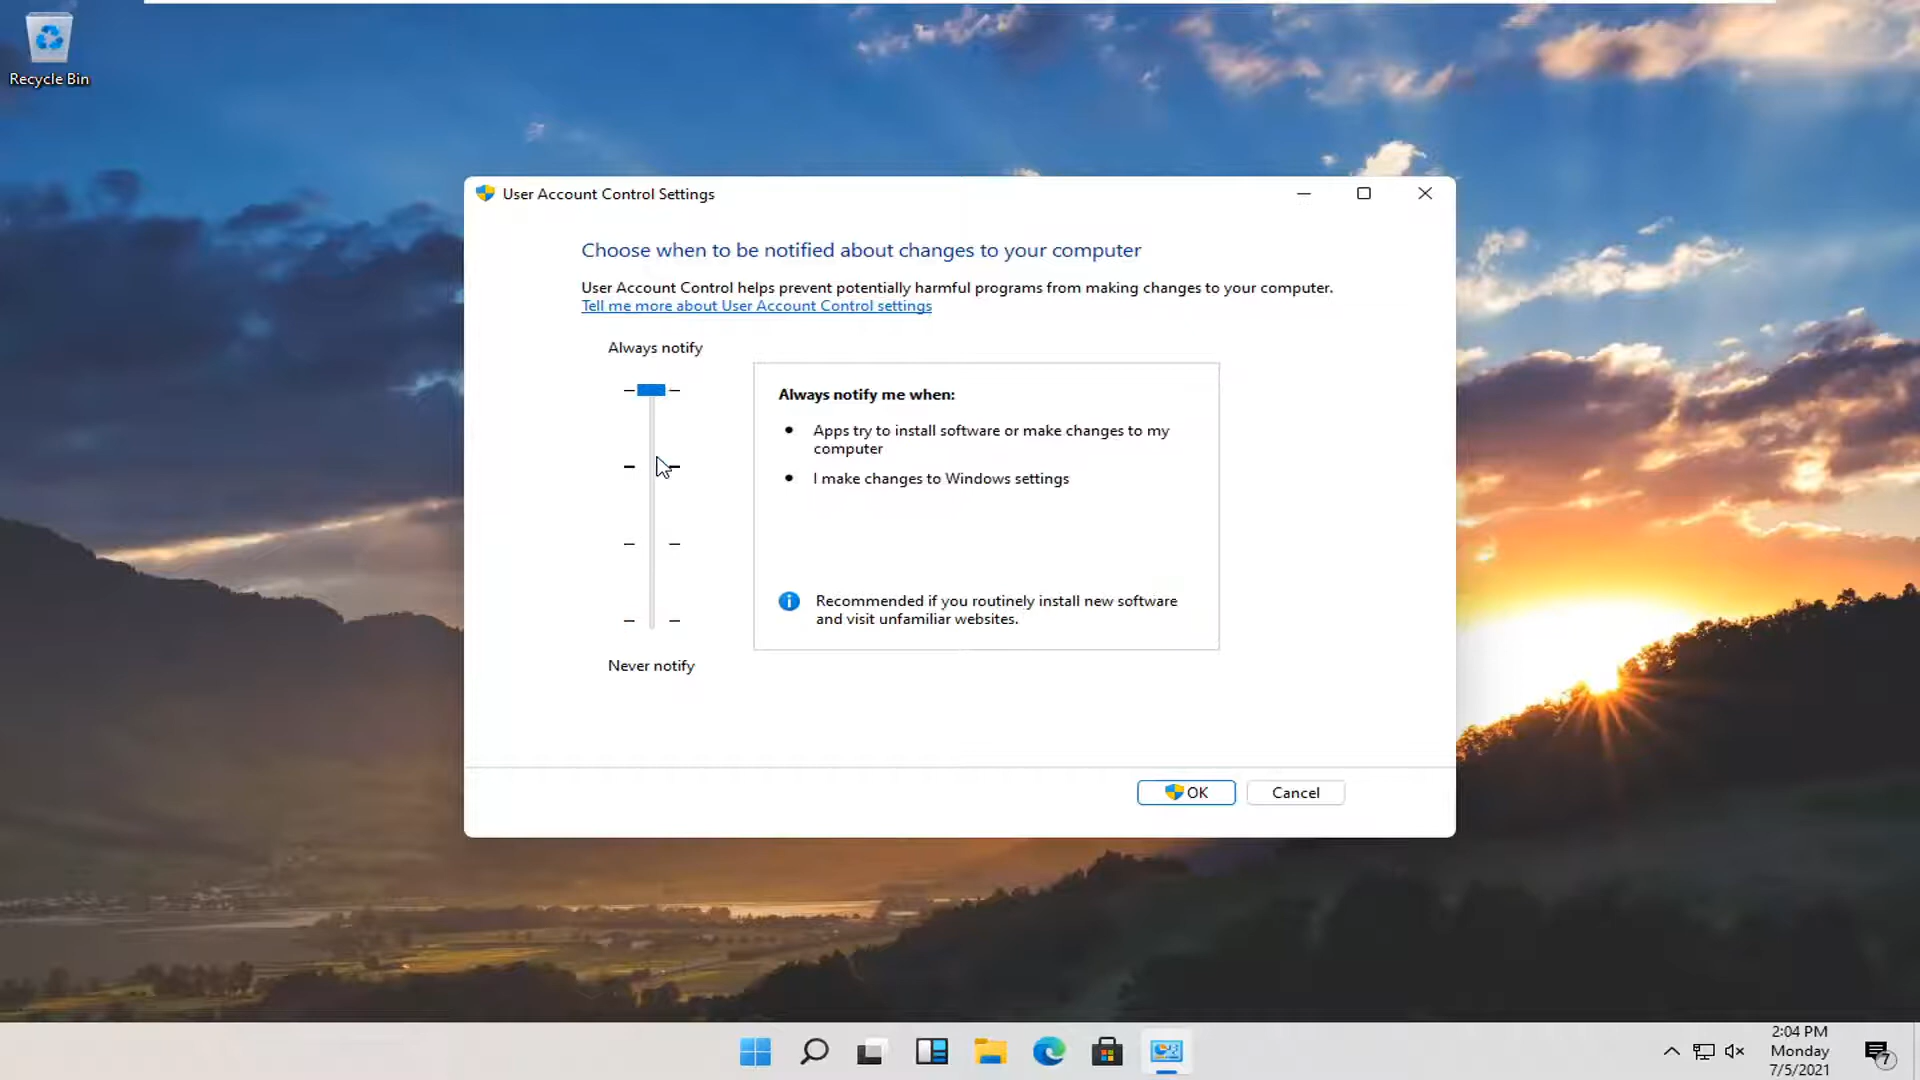 Recycle Bin
User Account Control Settings
Choose when to be notified about changes to your computer
User Account Control helps prevent potentially harmful programs from making changes to your computer.
Tell me more about User Account Control settings
Always notify
Always notify me when:
Apps try to install software or make changes to my
computer
I make changes to Windows settings
Recommended if you routinely install new software
and visit unfamiliar websites.
Never notify
OK
Cancel
2:04 PM
Monday
7/5/2021
7